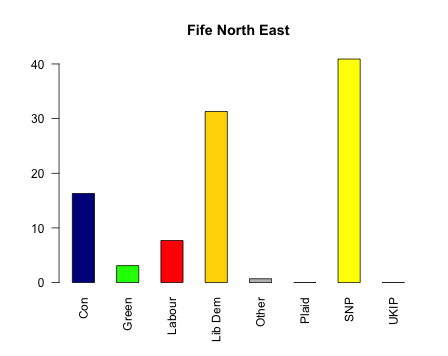 Fife North East
40
30
20
10
0
Con
Green
Labour
Lib Dem
Other
Plaid
SNP
UKIP